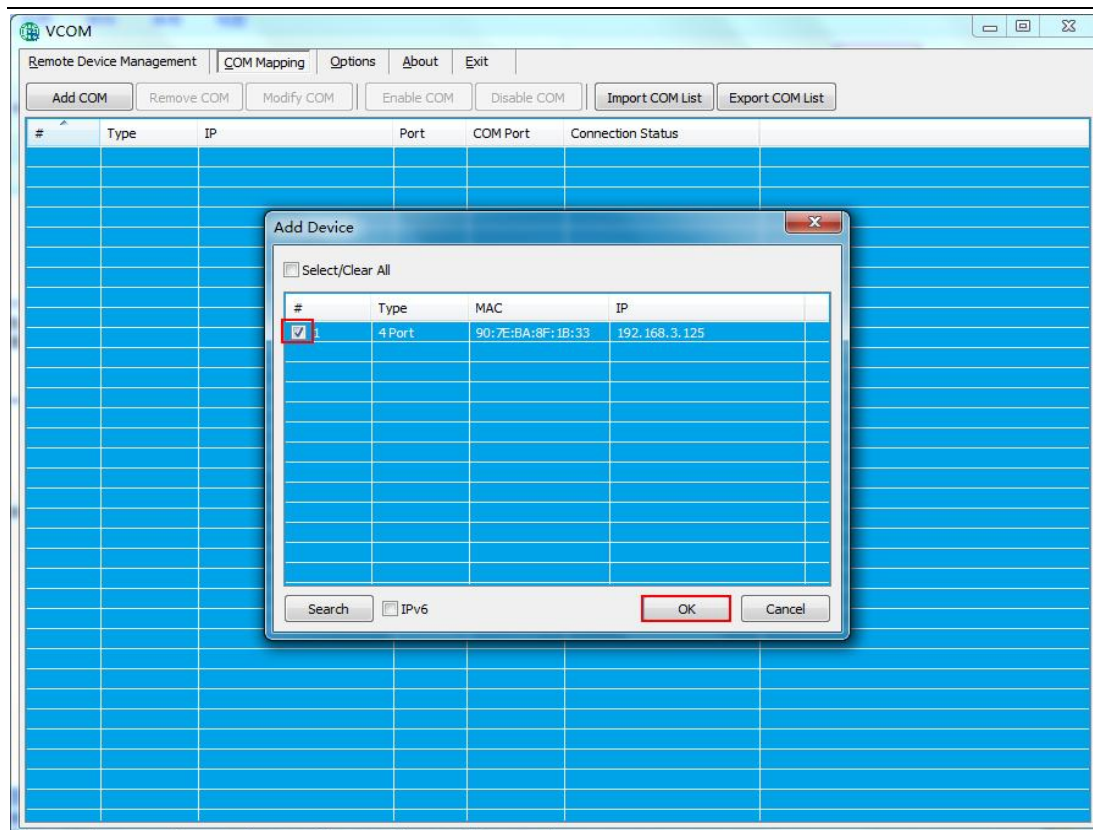 VCOM
Remote Device Management COM Mapping Options About Exit
Add COM Remove COM Modify COM Enable COM Disable COM Import COM List Export COM List
# Type IP Port COM Port Connection Status
Add Device
Select/Clear All
# Type MAC IP
1 4 Port 90:7E:BA:8F:1B:33 192.168.3.125
Search IPv6 OK Cancel